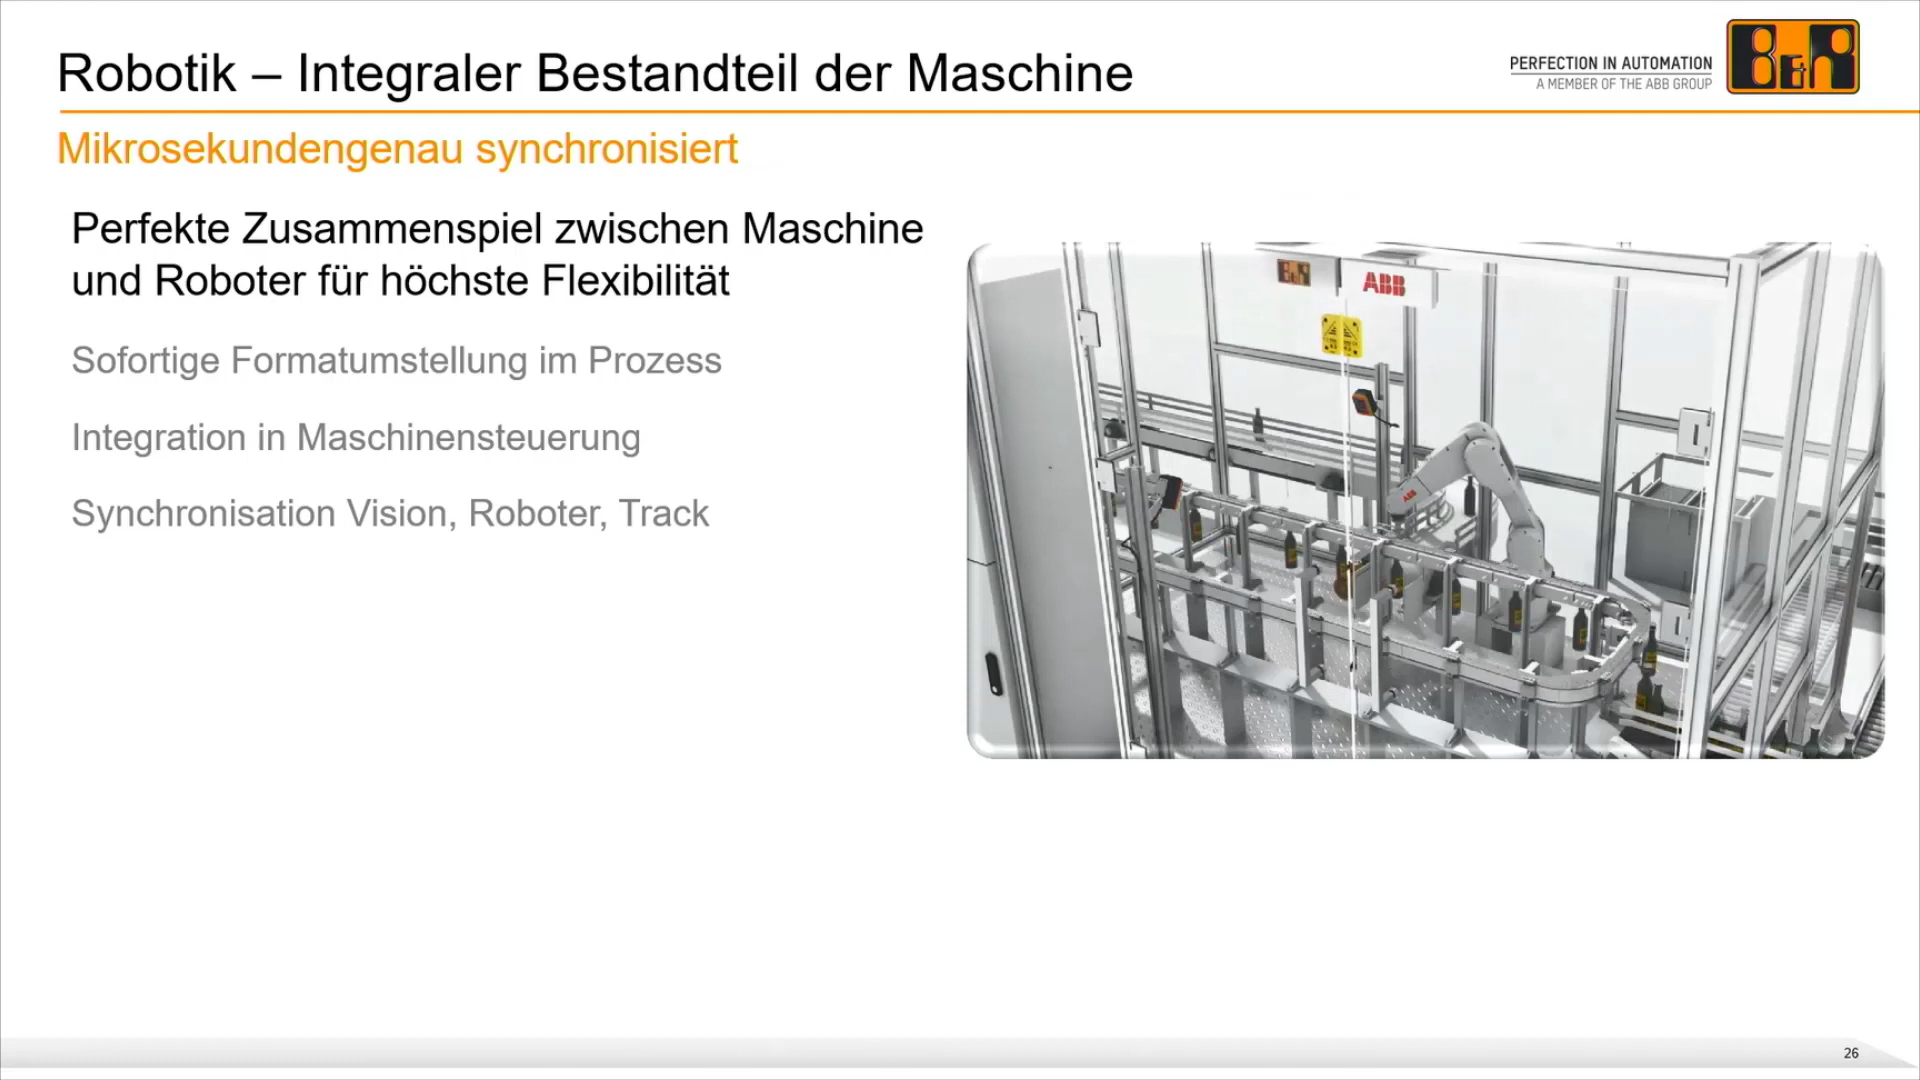 Robotik – Integraler Bestandteil der Maschine
PERFECTION IN AUTOMATION
A MEMBER OF THE ABB GROUP
B&R
Mikrosekundengenau synchronisiert
Perfekte Zusammenspiel zwischen Maschine
und Roboter für höchste Flexibilität
Sofortige Formatumstellung im Prozess
Integration in Maschinensteuerung
Synchronisation Vision, Roboter, Track
B&R
ABB
ABB
26